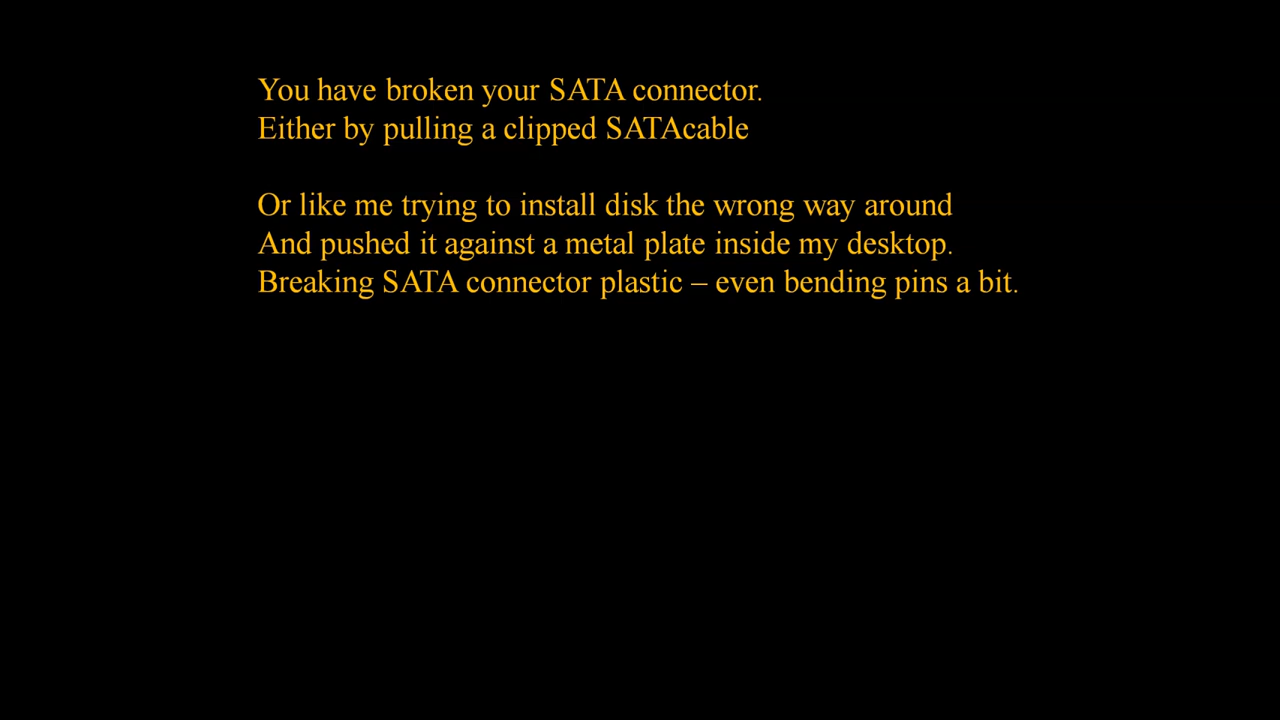 You have broken your SATA connector.
Either by pulling a clipped SATAcable
Or like me trying to install disk the wrong way around
And pushed it against a metal plate inside my desktop.
Breaking SATA connector plastic – even bending pins a bit.